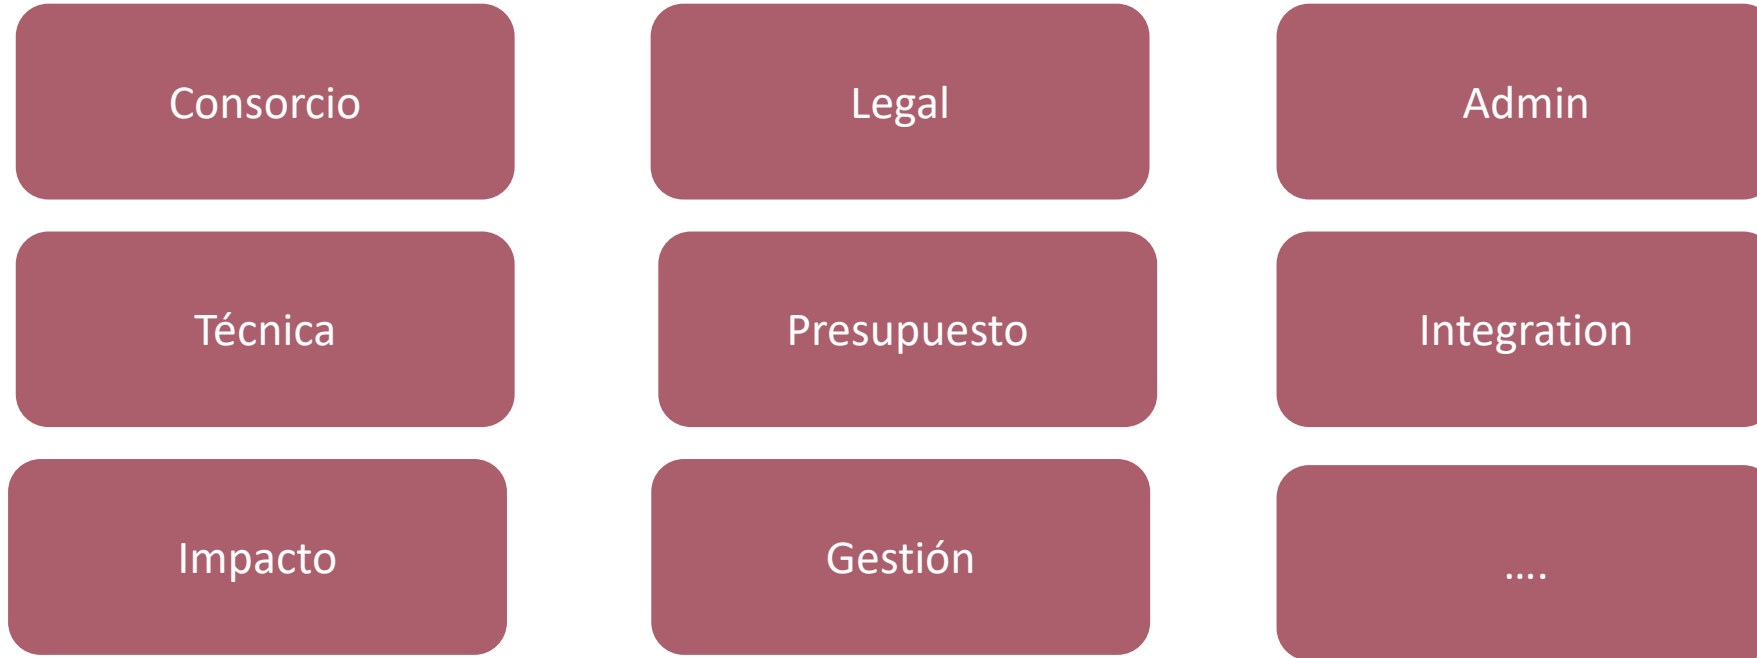 Consorcio
Legal
Admin
Técnica
Presupuesto
Integration
Impacto
Gestión
....